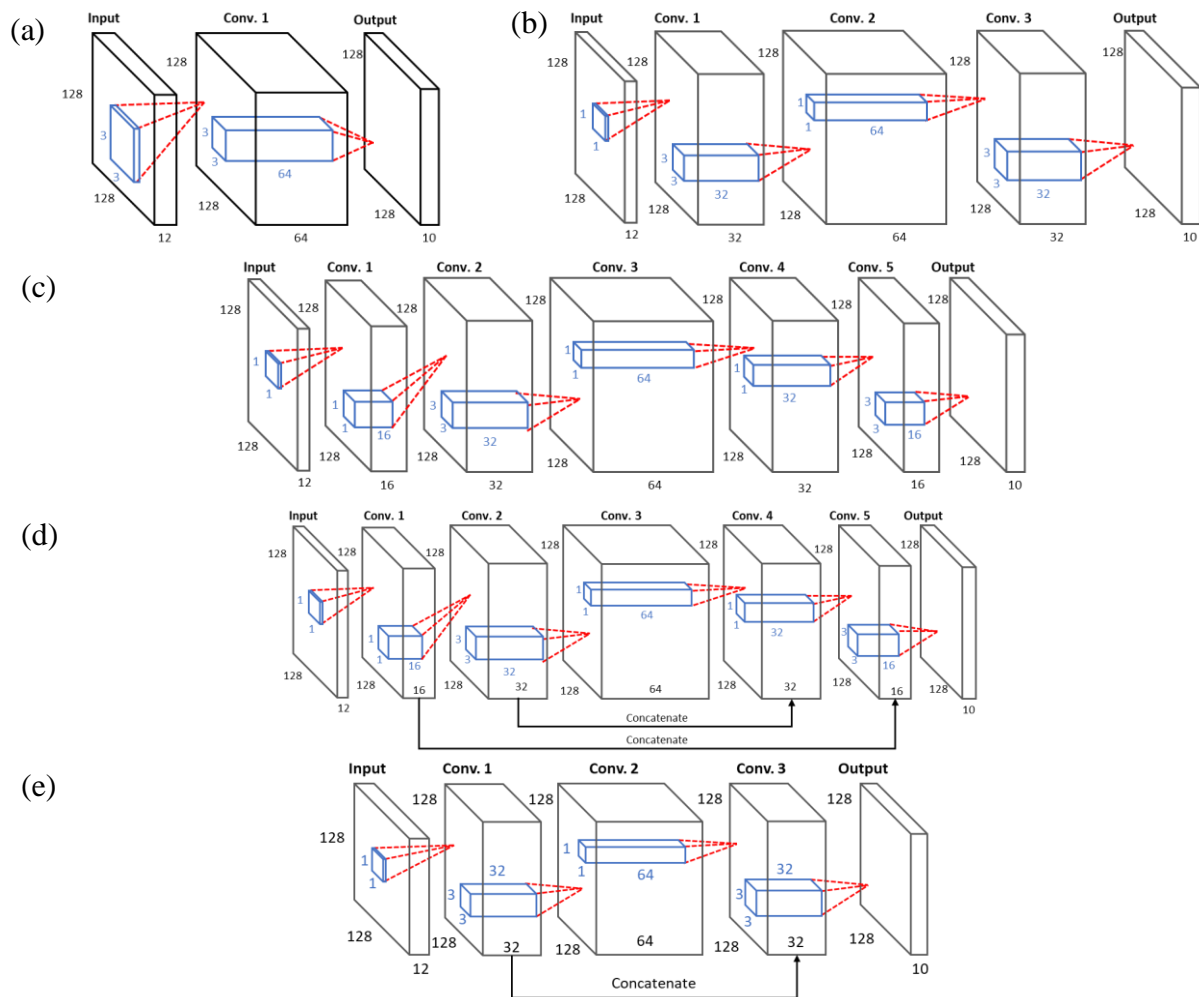 (a)
Input Conv. 1 Output
128 128 128
3 3
3 3 64
128 128 128
12 64 10
(b)
Input Conv. 1 Conv. 2 Conv. 3 Output
128 128 128 128 128
1 3 1 3
1 3 32 1 64 3 32
128 128 128 128 128
12 32 64 32 10
(c)
Input Conv. 1 Conv. 2 Conv. 3 Conv. 4 Conv. 5 Output
128 128 128 128 128 128 128
1 1 3 1 1 3
1 1 16 3 32 1 64 1 32 3 16
128 128 128 128 128 128 128
12 16 32 64 32 16 10
(d)
Input Conv. 1 Conv. 2 Conv. 3 Conv. 4 Conv. 5 Output
128 128 128 128 128 128 128
1 1 3 1 1 3
1 1 16 3 32 1 64 1 32 3 16
128 128 128 128 128 128 128
12 16 32 64 32 16 10
Concatenate
Concatenate
(e)
Input Conv. 1 Conv. 2 Conv. 3 Output
128 128 128 128 128
1 3 1 3
1 3 32 1 64 3 32
128 128 128 128 128
12 32 64 32 10
Concatenate